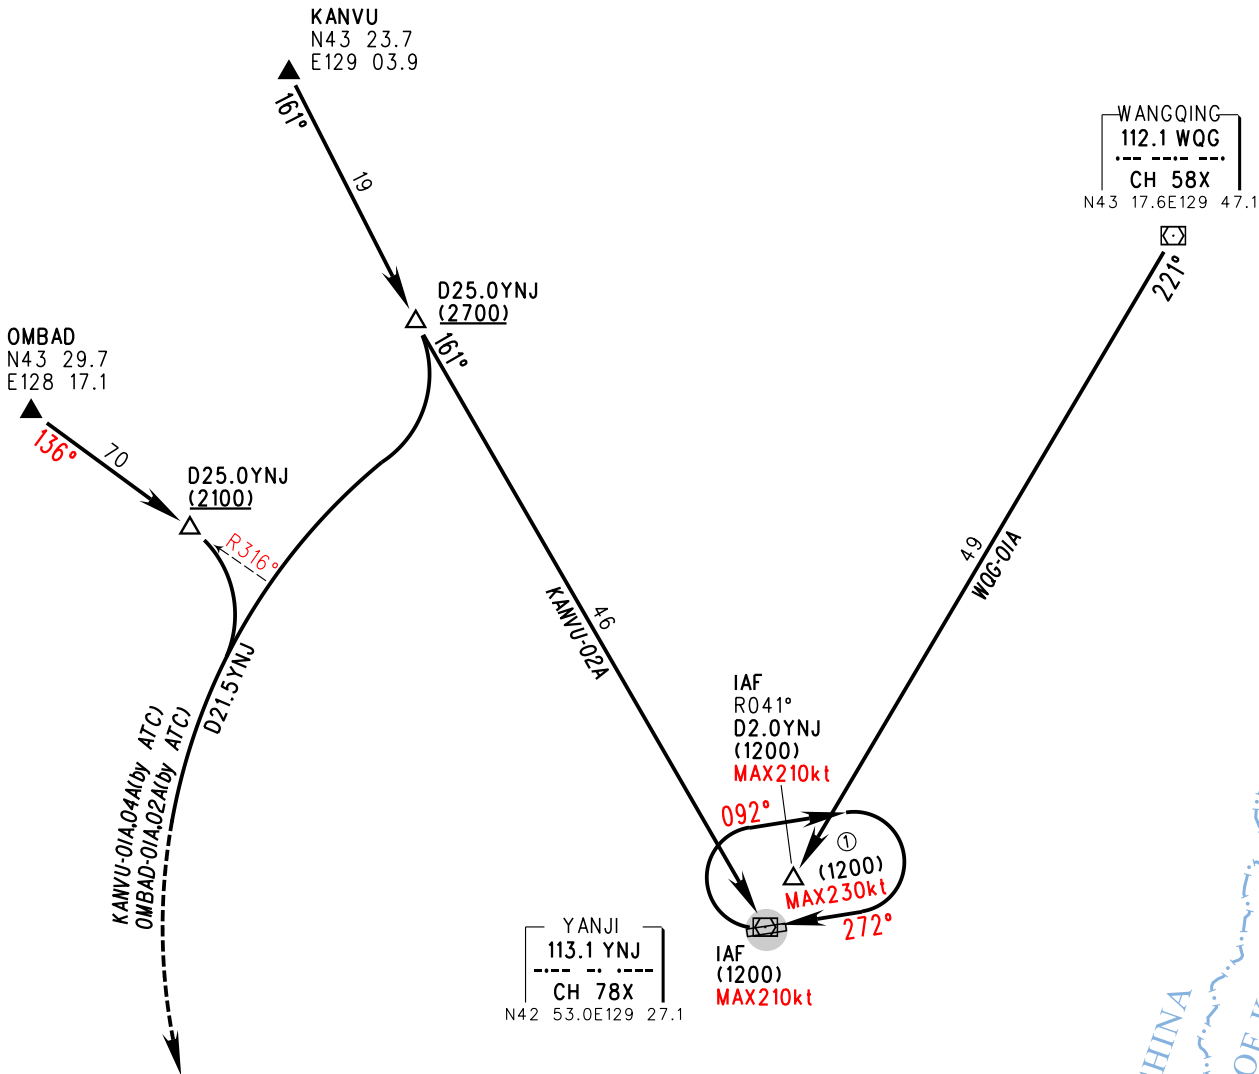 KANVU
N43 23.7
E129 03.9
161°
19
WANGQING
112.1 WQG
CH 58X
N43 17.6E129 47.1
221°
D25.0YNJ
(2700)
161°
OMBAD
N43 29.7
E128 17.1
136°
70
D25.0YNJ
(2100)
R316°
D21.5YNJ
KANVU-02A
46
49
WQG-01A
KANVU-01A,04A(by ATC)
OMBAD-01A,02A(by ATC)
IAF
R041°
D2.0YNJ
(1200)
MAX210kt
092°
1
(1200)
MAX230kt
272°
YANJI
113.1 YNJ
CH 78X
N42 53.0E129 27.1
IAF
(1200)
MAX210kt